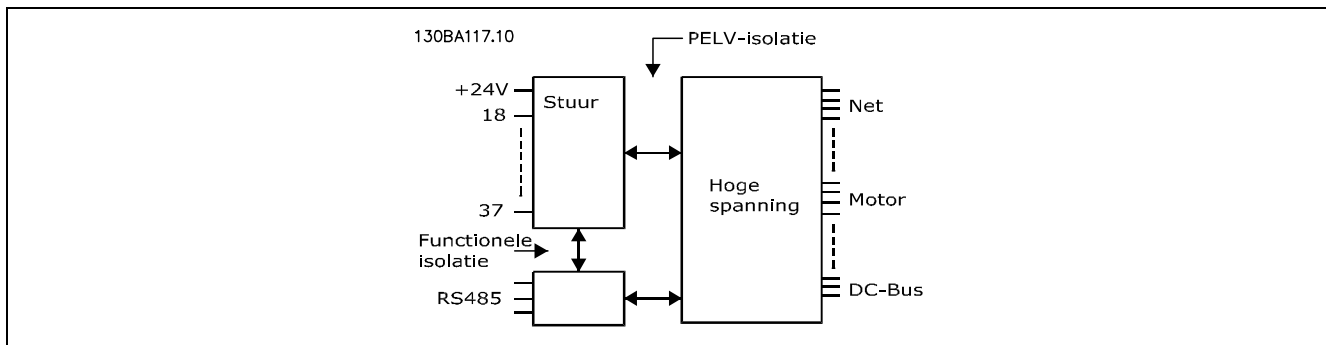 130BA117.10
PELV-isolatie
+24V
Stuur
18
37
Functionele
isolatie
RS485
Hoge
spanning
Net
Motor
DC-Bus